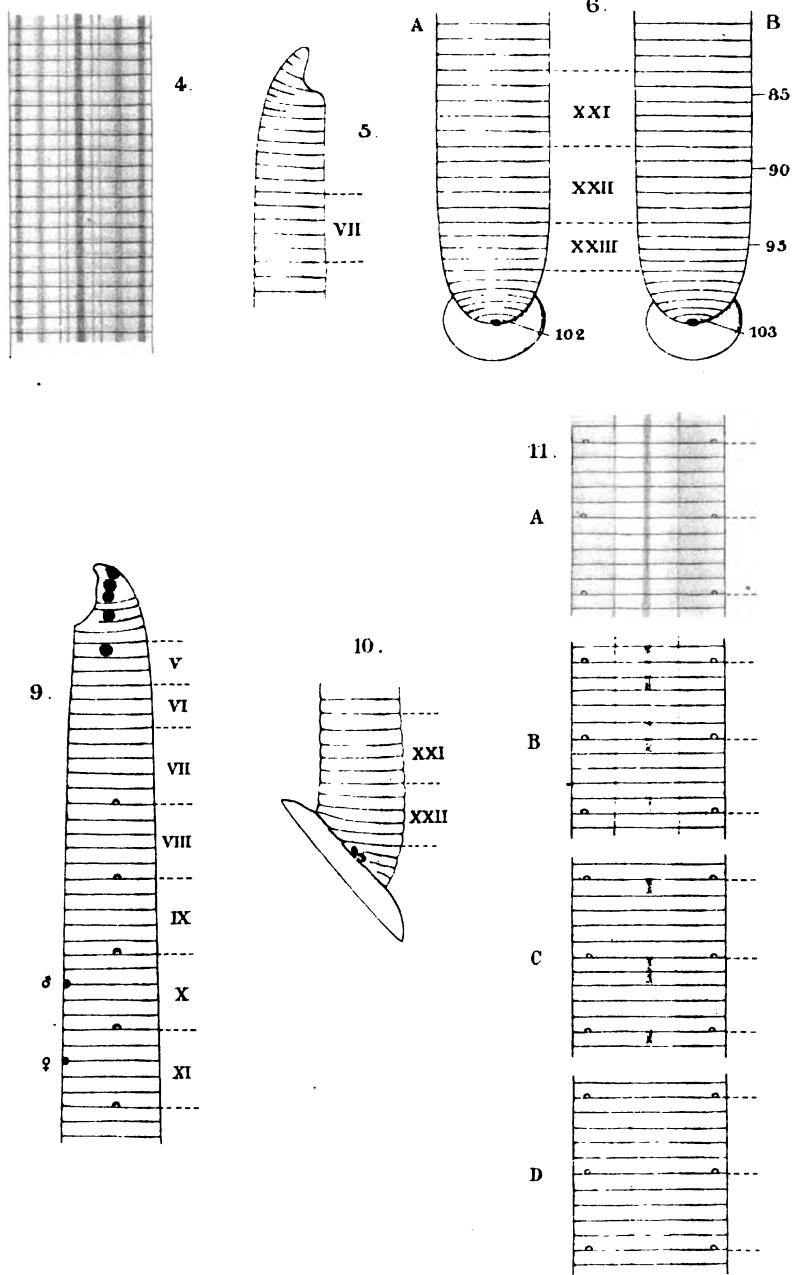 4.
5.
6.
A
B
VII
XXI
XXII
XXIII
85
90
95
102
103
9.
V
VI
VII
VIII
IX
X
XI
♂
♀
10.
XXI
XXII
11.
A
B
C
D